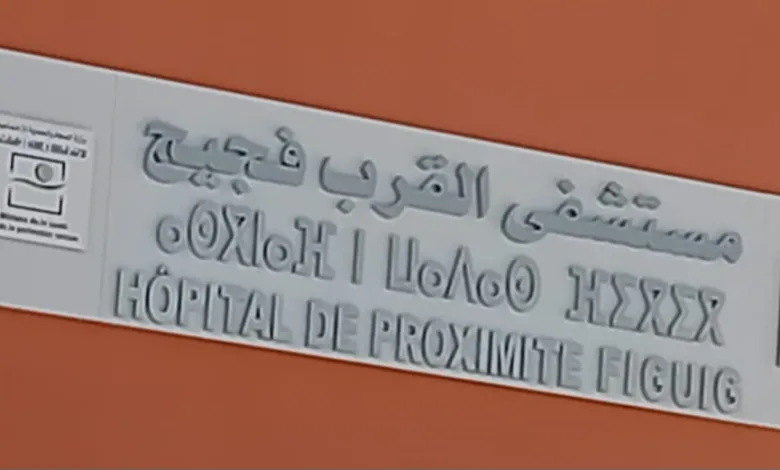 مستشفى القرب فجيج
ⴰⵙⴳⵏⴰⴼ ⵏ ⵡⴰⴷⴰⵙ ⴼⵉⴳⵉⴳ
HÔPITAL DE PROXIMITE FIGUIG